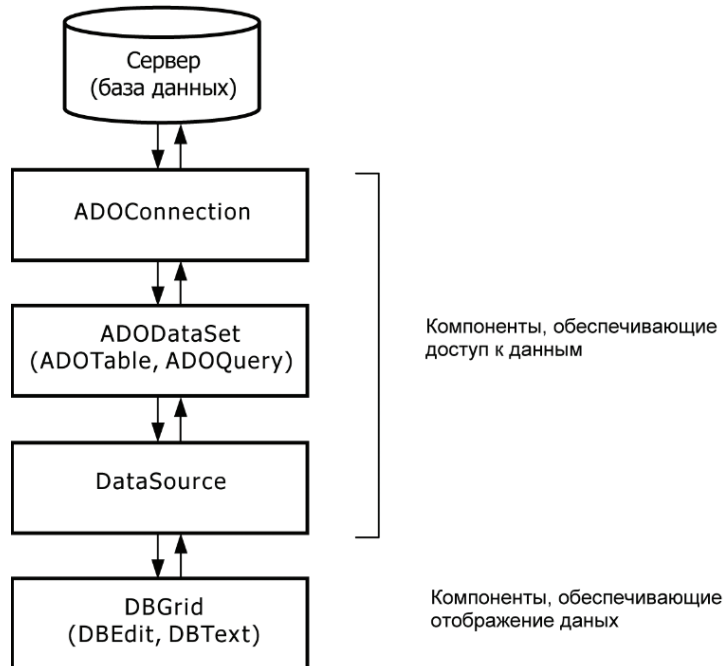 Сервер
(база данных)
ADOConnection
ADODataSet
(ADOTable, ADOQuery)
Компоненты, обеспечивающие
доступ к данным
DataSource
DBGrid
(DBEdit, DBText)
Компоненты, обеспечивающие
отображение даных